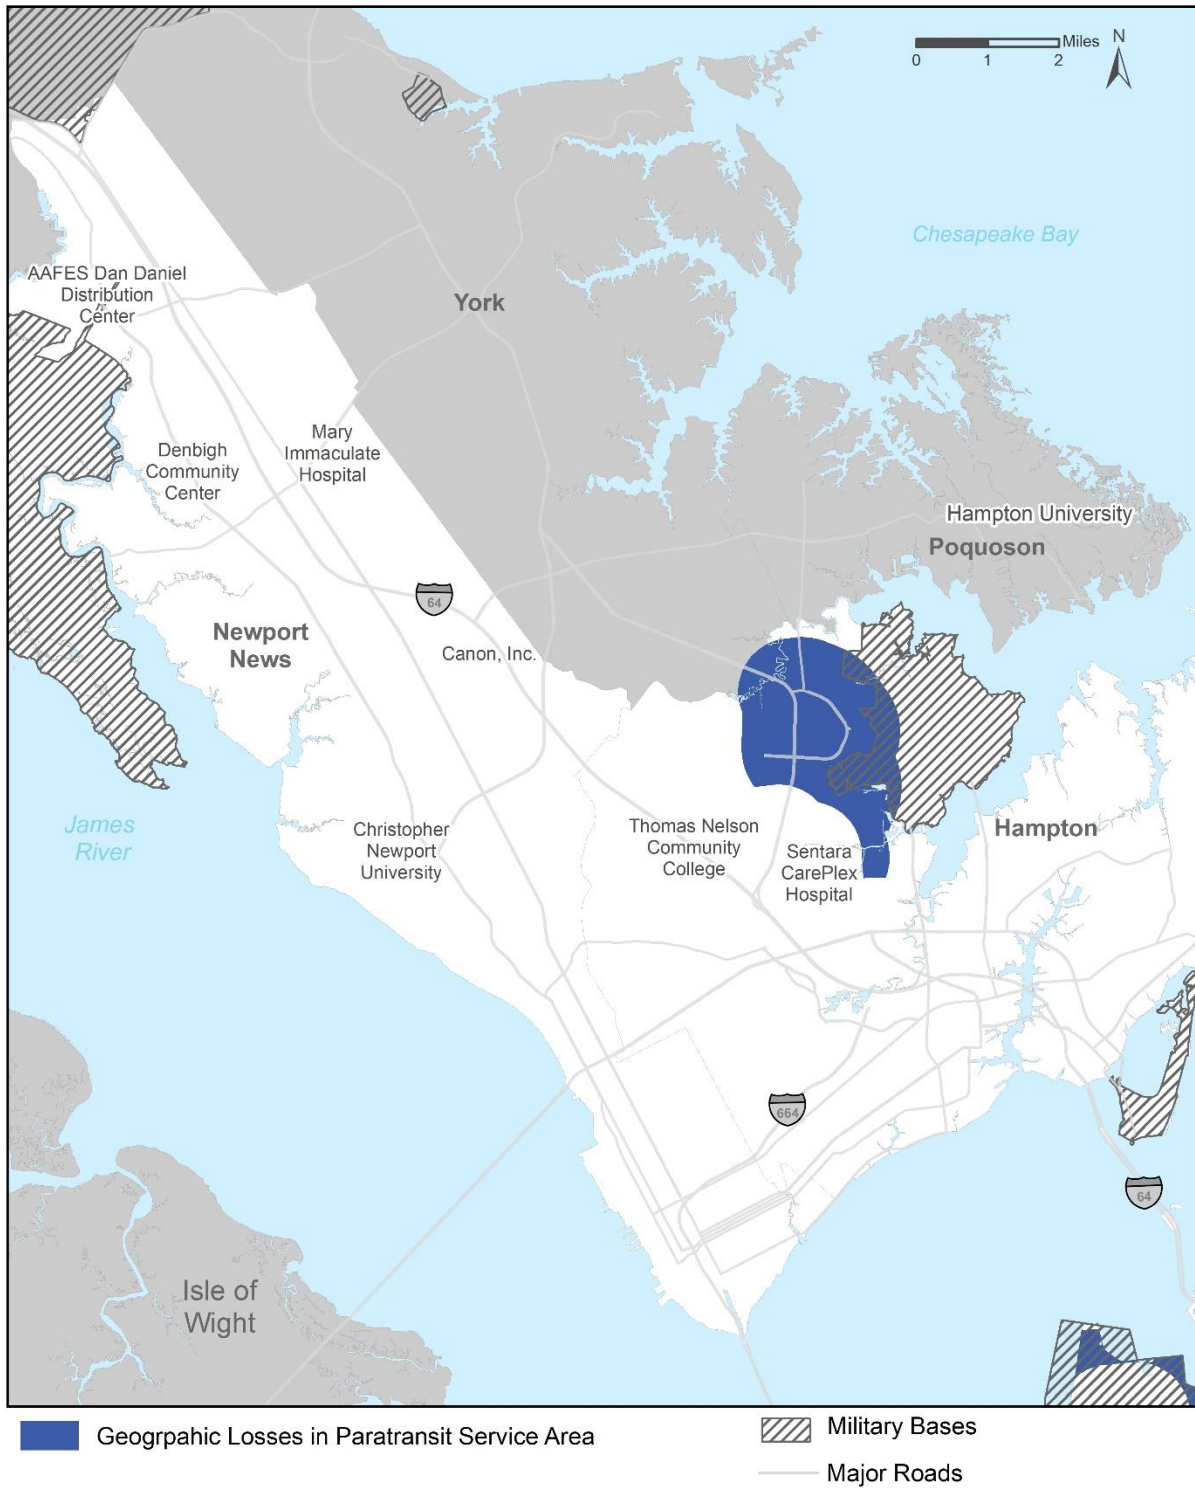 N
Miles
0 1 2
Chesapeake Bay
AAFES Dan Daniel
Distribution
Center
York
Mary
Immaculate
Hospital
Denbigh
Community
Center
Hampton University
Poquoson
64
Newport
News
Canon, Inc.
James
River
Christopher
Newport
University
Thomas Nelson
Community
College
Sentara
CarePlex
Hospital
Hampton
664
64
Isle of
Wight
Geogrpahic Losses in Paratransit Service Area
Military Bases
Major Roads